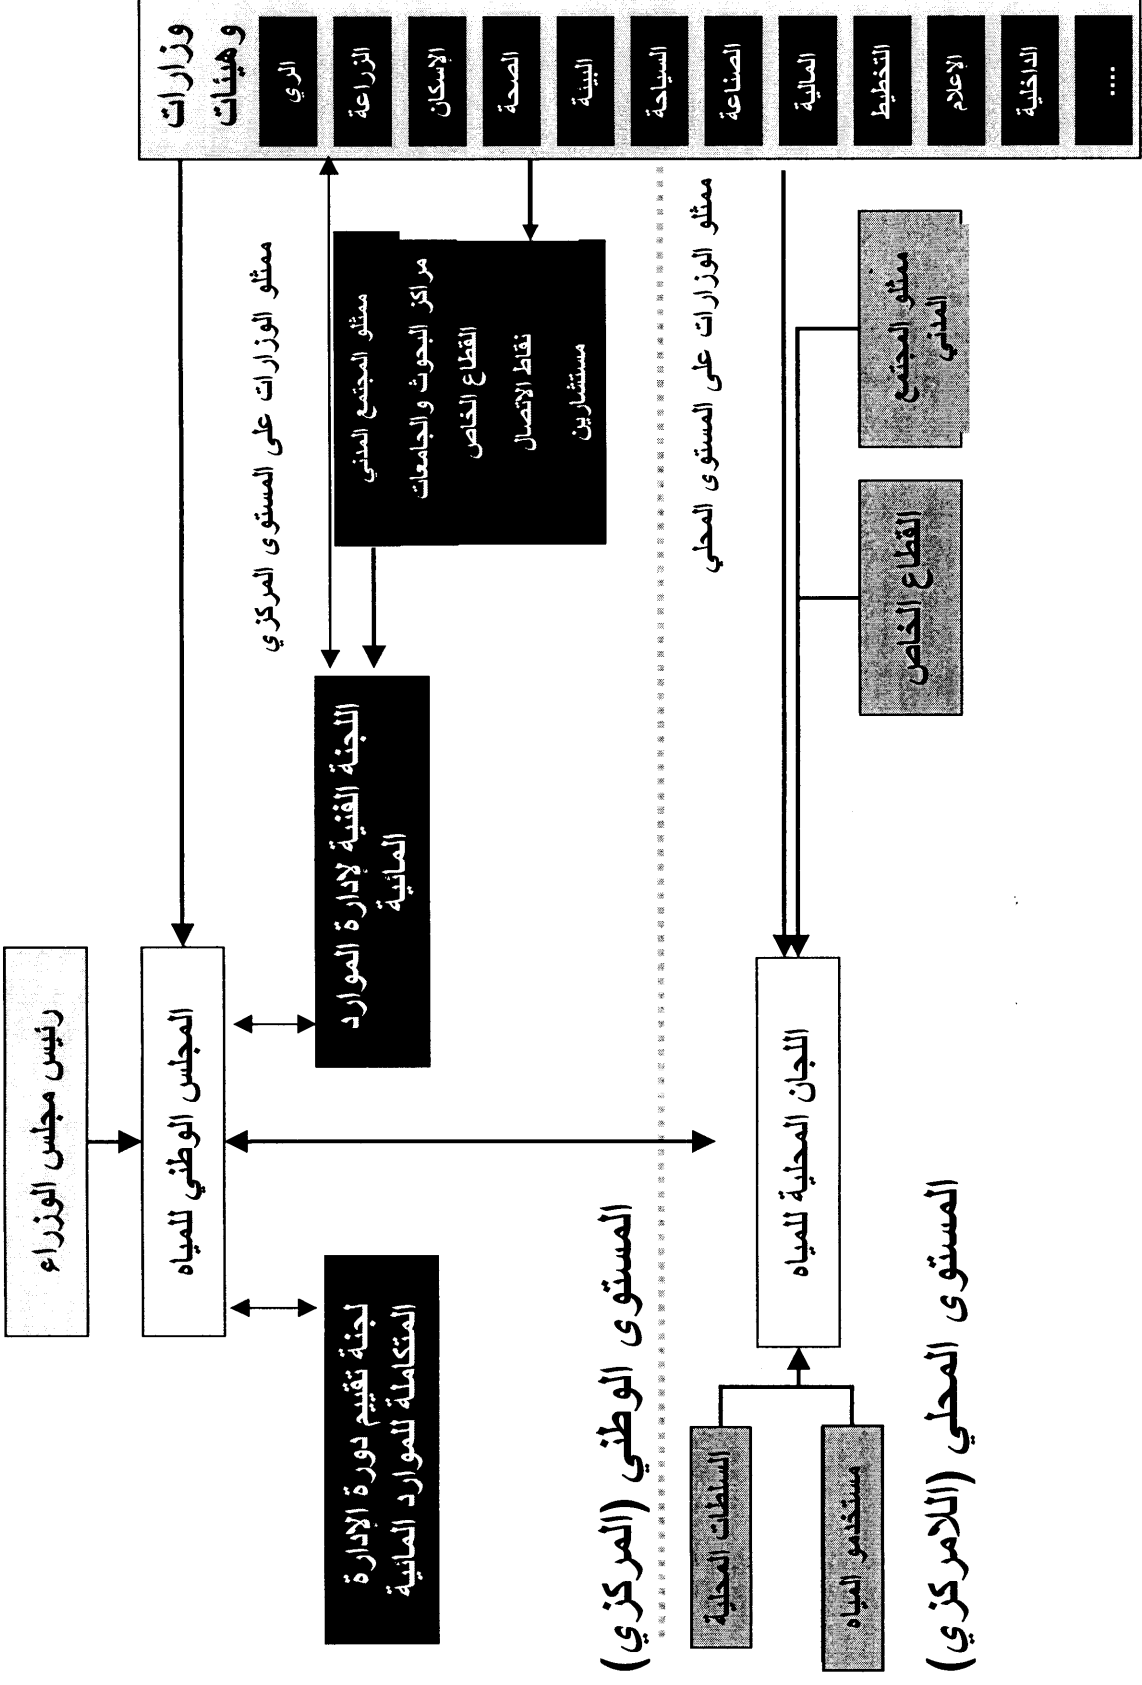 رئيس مجلس الوزراء
المجلس الوطني للمياه
وزارات
وهيئات
الري
الزراعة
الإسكان
الصحة
البيئة
السياحة
الصناعة
المالية
التخطيط
الإعلام
الداخلية
....
ممثلو الوزارات على المستوى المركزي
لجنة تقييم دورة الإدارة
المتكاملة للموارد المائية
اللجنة الفنية لإدارة الموارد
المائية
ممثلو المجتمع المدني
مراكز البحوث والجامعات
القطاع الخاص
نقاط الاتصال
مستشارين
المستوى الوطني (المركزي)
ممثلو الوزارات على المستوى المحلي
السلطات المحلية
مستخدمو المياه
اللجان المحلية للمياه
القطاع الخاص
ممثلو المجتمع
المدني
المستوى المحلي (اللامركزي)